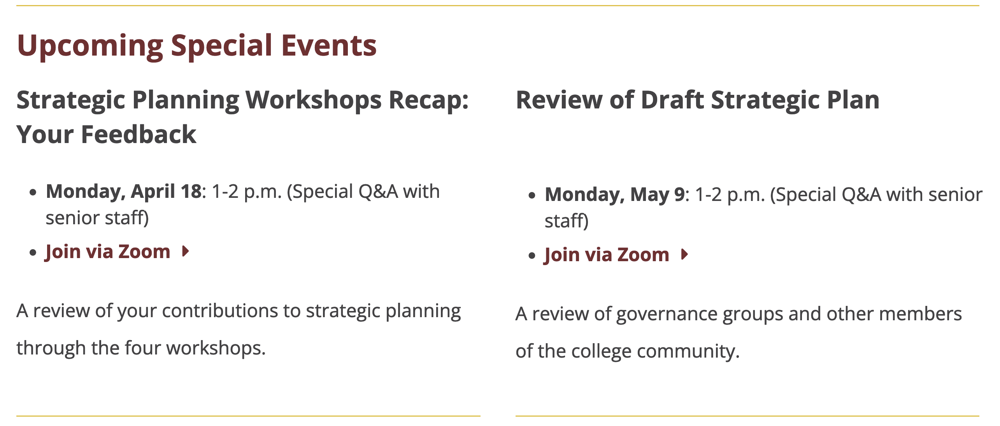 Upcoming Special Events
Strategic Planning Workshops Recap:
Your Feedback
• Monday, April 18: 1-2 p.m. (Special Q&A with
senior staff)
• Join via Zoom
A review of your contributions to strategic planning
through the four workshops.
Review of Draft Strategic Plan
• Monday, May 9: 1-2 p.m. (Special Q&A with senior
staff)
• Join via Zoom
A review of governance groups and other members
of the college community.